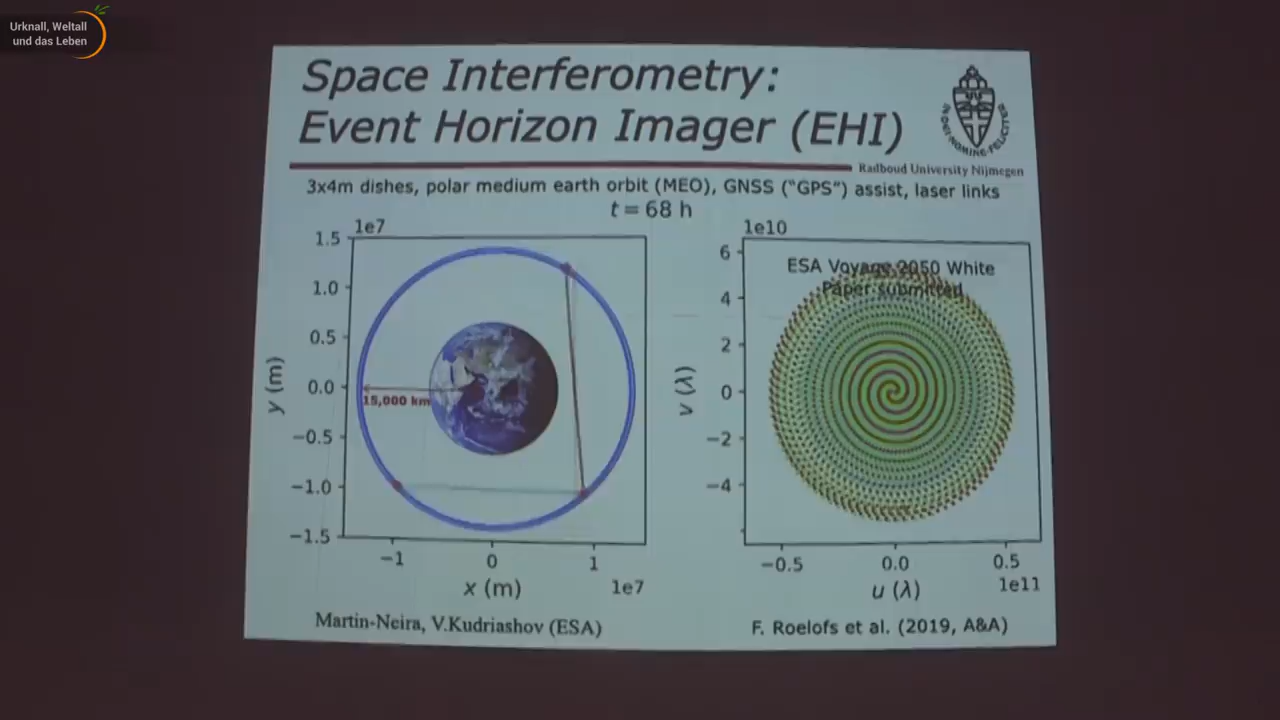 Urknall, Weltall
und das Leben
Space Interferometry:
Event Horizon Imager (EHI)
IN·DEI·NOMINE·FELICITER
Radboud University Nijmegen
3x4m dishes, polar medium earth orbit (MEO), GNSS ("GPS") assist, laser links
t = 68 h
1e7
1.5
1.0
0.5
0.0
−0.5
−1.0
−1.5
y (m)
15,000 km
−1
0
1
x (m)
1e7
1e10
6
4
2
0
−2
−4
v (λ)
ESA Voyage 2050 White
Paper submitted
−0.5
0.0
0.5
u (λ)
1e11
Martin-Neira, V.Kudriashov (ESA)
F. Roelofs et al. (2019, A&A)